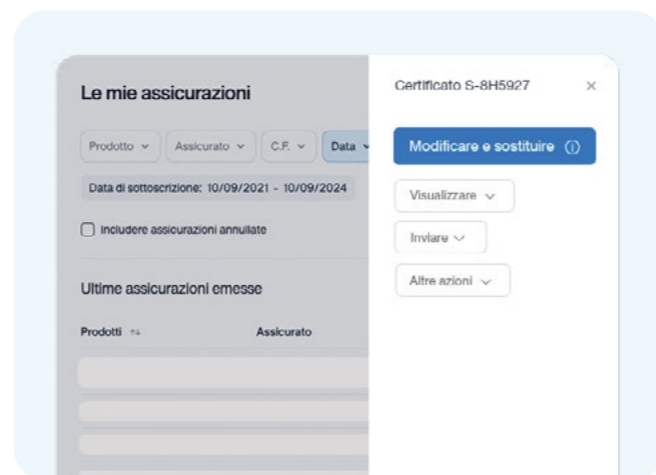 Le mie assicurazioni
Prodotto
Assicurato
C.F.
Data
Data di sottoscrizione: 10/09/2021 - 10/09/2024
Includere assicurazioni annullate
Ultime assicurazioni emesse
Prodotti
Assicurato
Certificato S-8H5927
Modificare e sostituire
Visualizzare
Inviare
Altre azioni